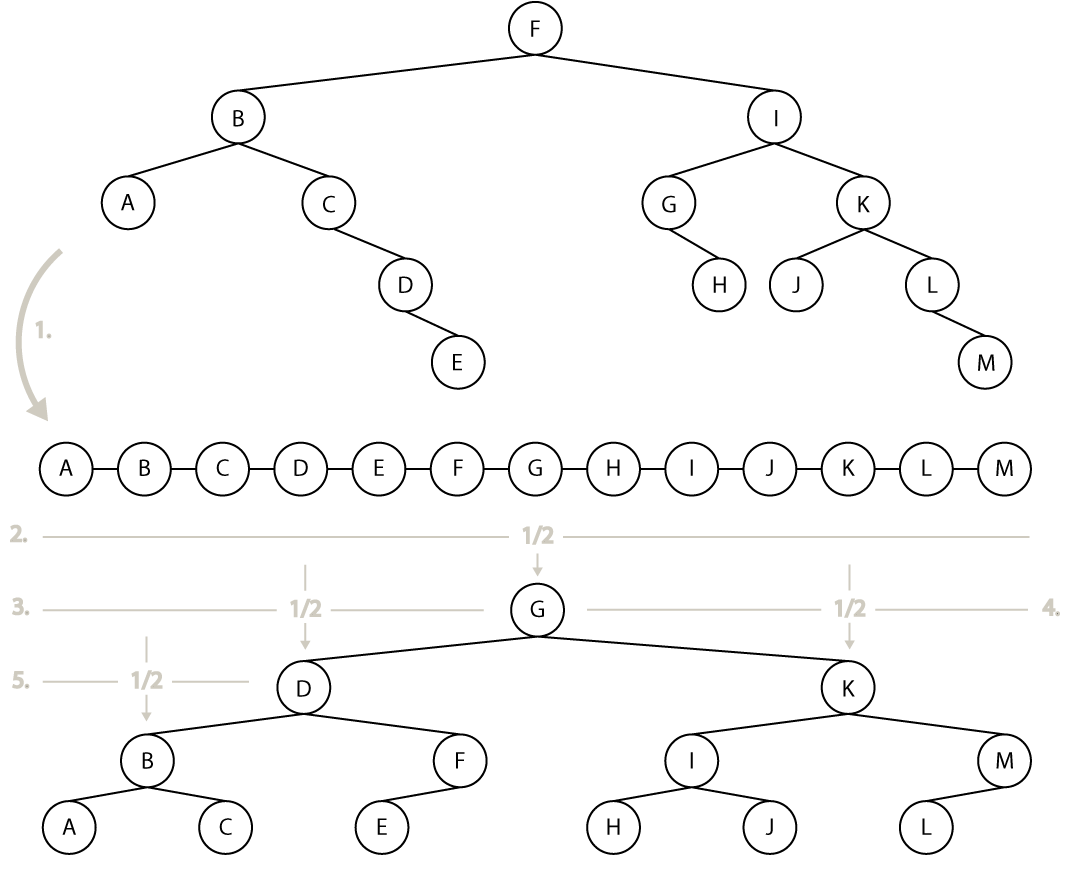 F
B I
A C G K
D H J L
1.
E M
A B C D E F G H I J K L M
2. 1/2
3. 1/2 G 1/2 4.
5. 1/2 D K
B F I M
A C E H J L